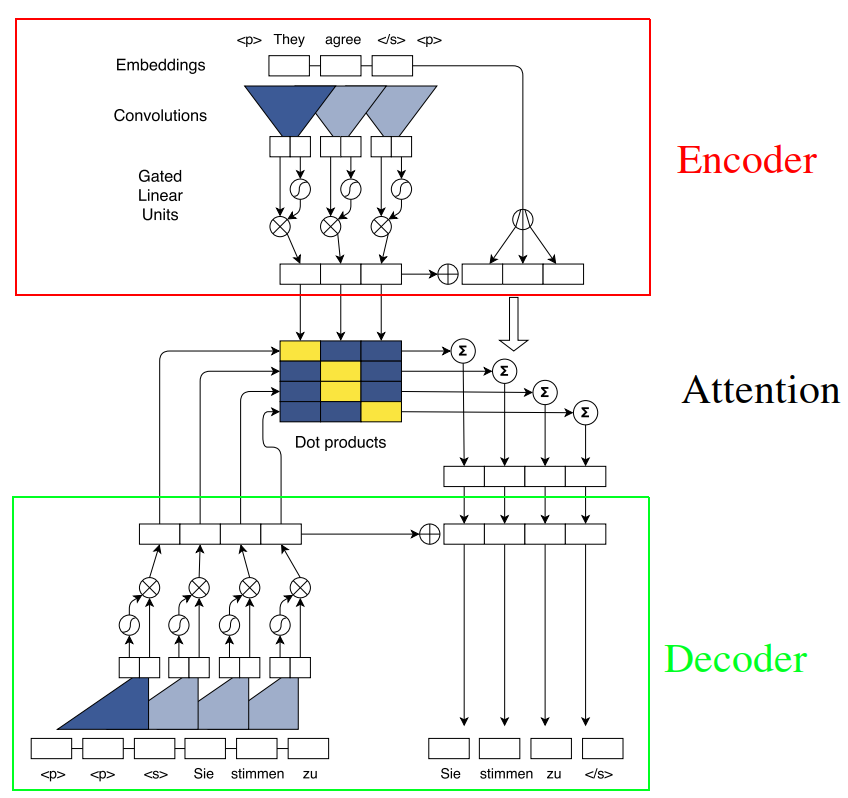 <p> They agree </s> <p>
Embeddings
Convolutions
Encoder
Gated
Linear
Units
Σ
Σ
Attention
Σ
Σ
Dot products
Decoder
<p> <p> <s> Sie stimmen zu
Sie stimmen zu </s>